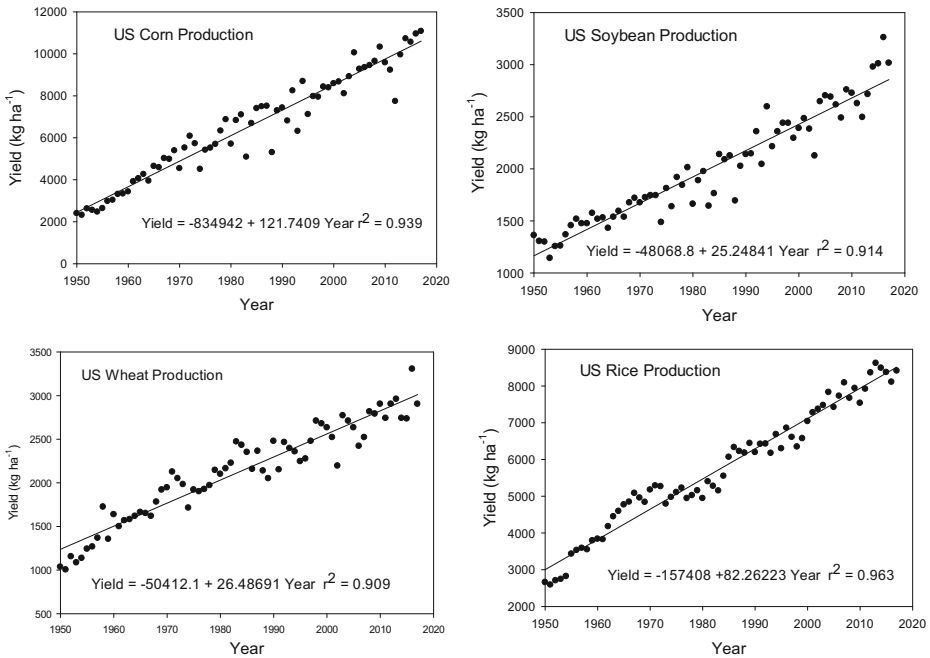 US Corn Production
Yield (kg ha-1)
12000
10000
8000
6000
4000
2000
0
Yield = -834942 + 121.7409 Year r2 = 0.939
1950 1960 1970 1980 1990 2000 2010 2020
Year
US Soybean Production
Yield (kg ha-1)
3500
3000
2500
2000
1500
1000
Yield = -48068.8 + 25.24841 Year r2 = 0.914
1950 1960 1970 1980 1990 2000 2010 2020
Year
US Wheat Production
Yield (kg ha-1)
3500
3000
2500
2000
1500
1000
500
Yield = -50412.1 + 26.48691 Year r2 = 0.909
1950 1960 1970 1980 1990 2000 2010 2020
Year
US Rice Production
Yield (kg ha-1)
9000
8000
7000
6000
5000
4000
3000
2000
Yield = -157408 +82.26223 Year r2 = 0.963
1950 1960 1970 1980 1990 2000 2010 2020
Year